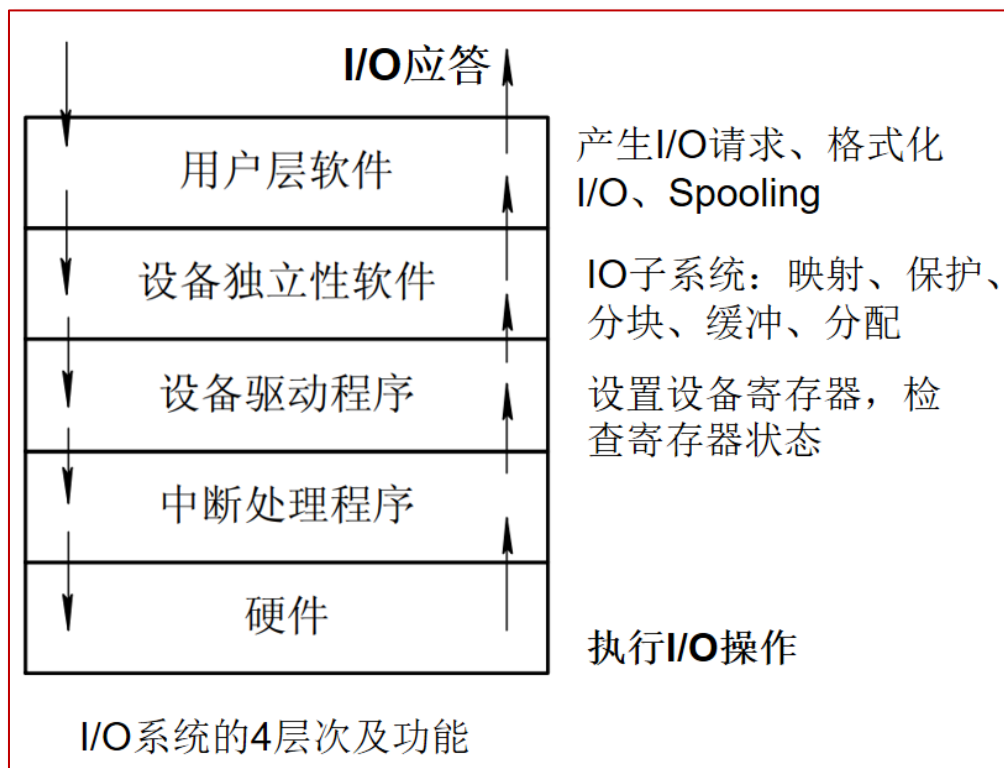 I/O应答
用户层软件
产生I/O请求、格式化
I/O、Spooling
设备独立性软件
IO子系统：映射、保护、
分块、缓冲、分配
设备驱动程序
设置设备寄存器，检
查寄存器状态
中断处理程序
硬件
执行I/O操作
I/O系统的4层次及功能